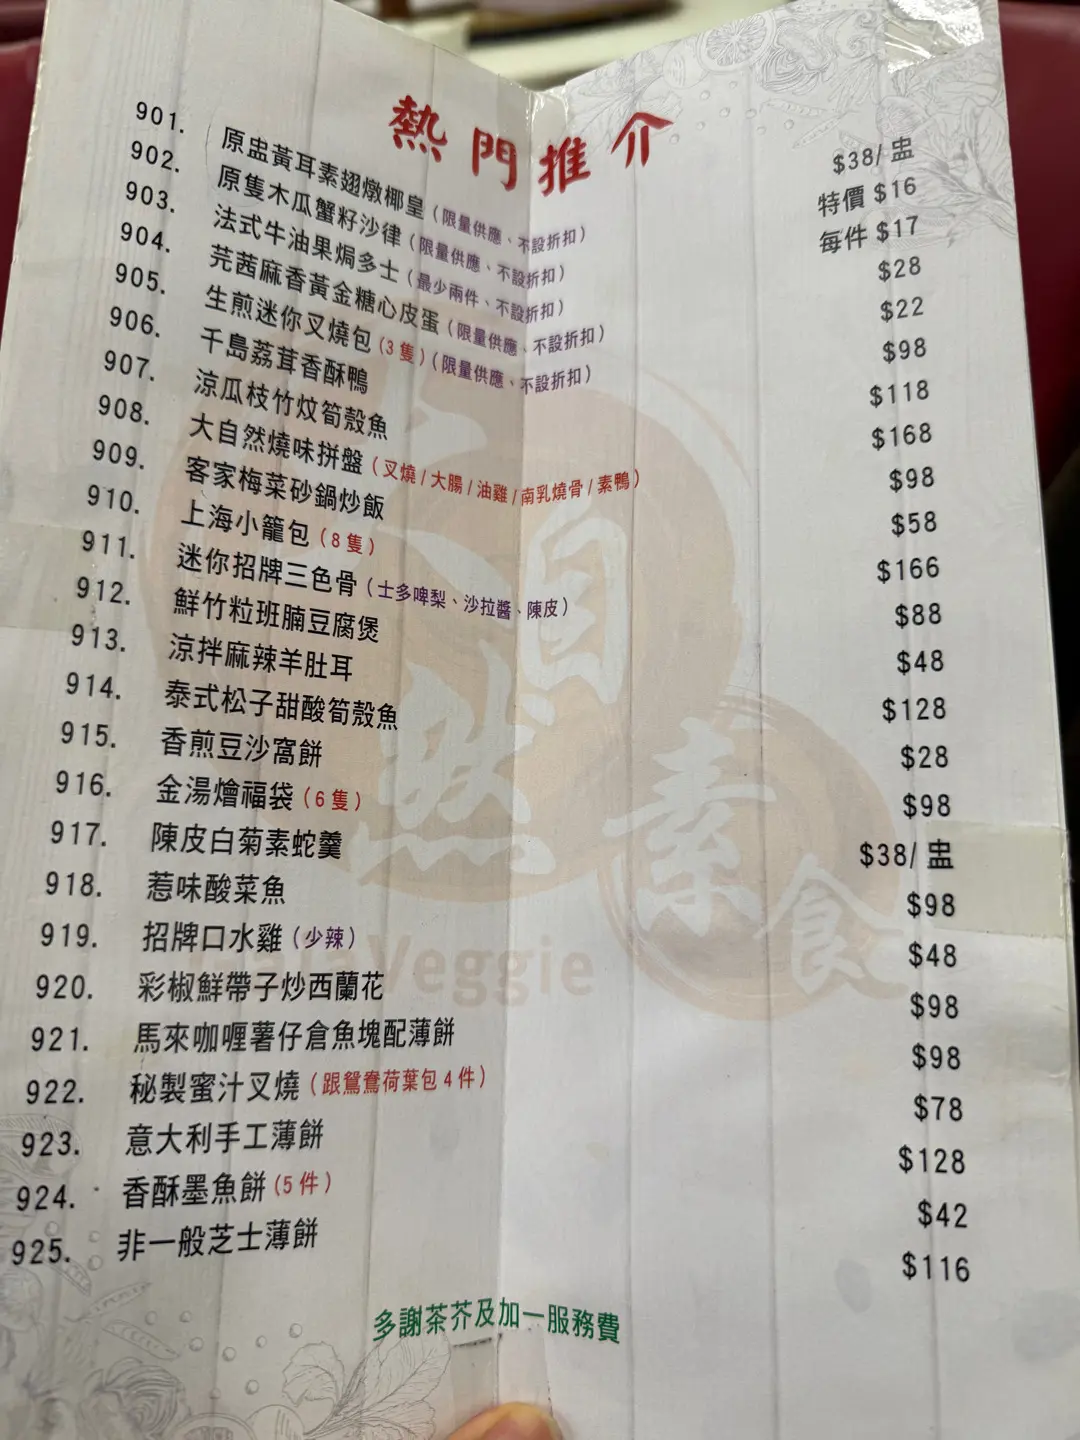 熱門推介
901. 原盅黃耳素翅燉椰皇 (限量供應、不設折扣) $38/ 盅
902. 原隻木瓜蟹籽沙律 (限量供應、不設折扣) 特價 $16
903. 法式牛油果焗多士 (最少兩件、不設折扣) 每件 $17
904. 芫茜麻香黃金糖心皮蛋 (限量供應、不設折扣) $28
905. 生煎迷你叉燒包 (3 隻) (限量供應、不設折扣) $22
906. 千島荔茸香酥鴨 $98
907. 涼瓜枝竹炆筍殼魚 $118
908. 大自然燒味拼盤 (叉燒 / 大腸 / 油雞 / 南乳燒骨 / 素鴨) $168
909. 客家梅菜砂鍋炒飯 $98
910. 上海小籠包 (8 隻) $58
911. 迷你招牌三色骨 (士多啤梨、沙拉醬、陳皮) $166
912. 鮮竹粒班腩豆腐煲 $88
913. 涼拌麻辣羊肚耳 $48
914. 泰式松子甜酸筍殼魚 $128
915. 香煎豆沙窩餅 $28
916. 金湯燴福袋 (6 隻) $98
917. 陳皮白菊素蛇羹 $38/ 盅
918. 惹味酸菜魚 $98
919. 招牌口水雞 (少辣) $48
920. 彩椒鮮帶子炒西蘭花 $98
921. 馬來咖喱薯仔倉魚塊配薄餅 $98
922. 秘製蜜汁叉燒 (跟鴛鴦荷葉包 4 件) $78
923. 意大利手工薄餅 $128
924. 香酥墨魚餅 (5 件) $42
925. 非一般芝士薄餅 $116
多謝茶芥及加一服務費
大自然素食
Veggie